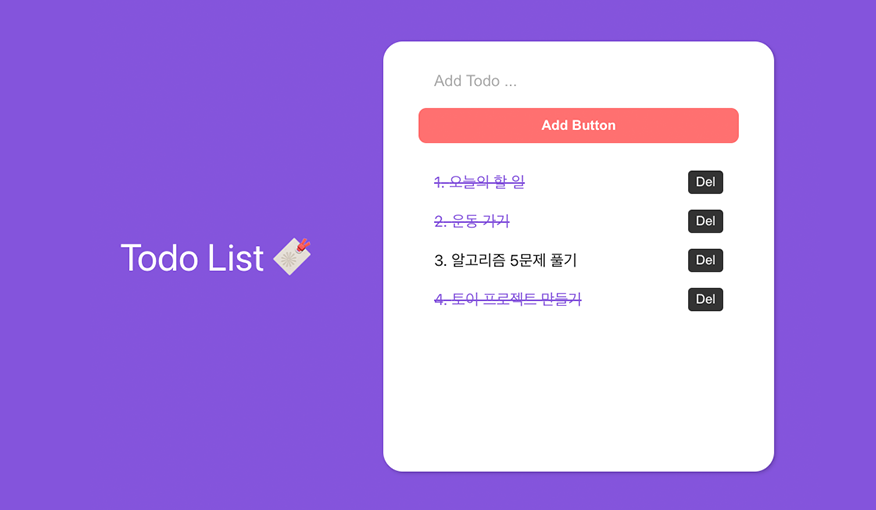 Todo List
Add Todo ...
Add Button
1. 오늘의 할 일 Del
2. 운동 가기 Del
3. 알고리즘 5문제 풀기 Del
4. 토이 프로젝트 만들기 Del